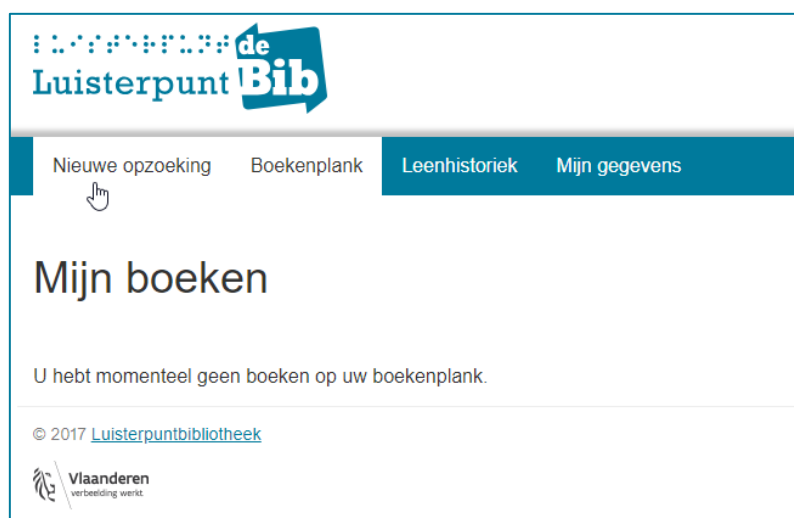 ⠇⠥⠊⠎⠞⠑⠗⠏⠥⠝⠞
de
Luisterpunt Bib
Nieuwe opzoeking Boekenplank Leenhistoriek Mijn gegevens
Mijn boeken
U hebt momenteel geen boeken op uw boekenplank.
© 2017 Luisterpuntbibliotheek
Vlaanderen
verbeelding werkt